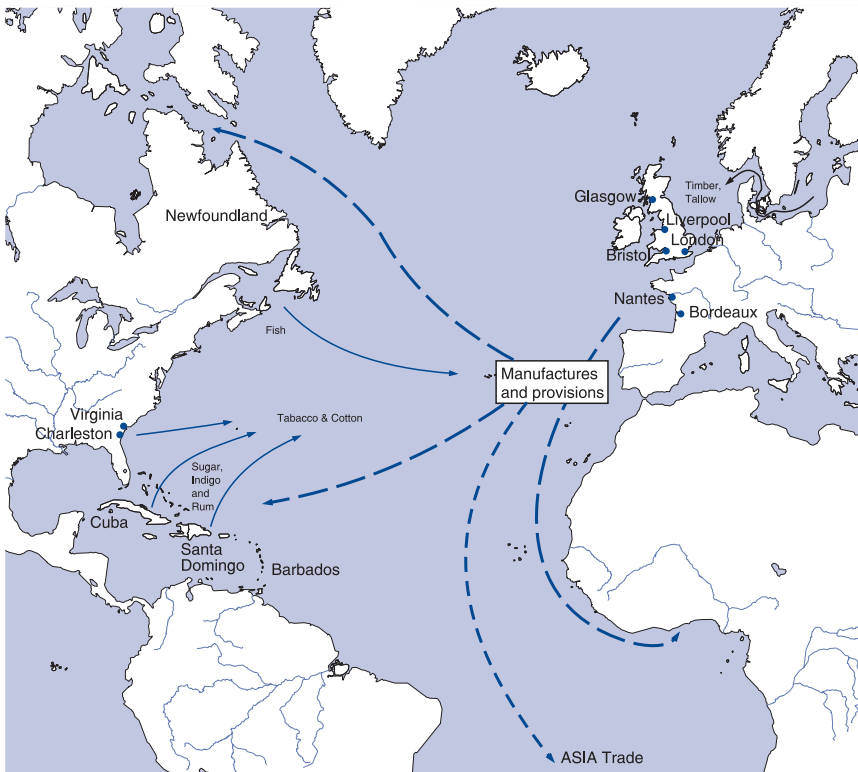 Glasgow
Timber,
Tallow
Newfoundland
Liverpool
London
Bristol
Nantes
Bordeaux
Fish
Manufactures
and provisions
Virginia
Charleston
Tabacco & Cotton
Sugar,
Indigo
and
Rum
Cuba
Santa
Domingo
Barbados
ASIA Trade